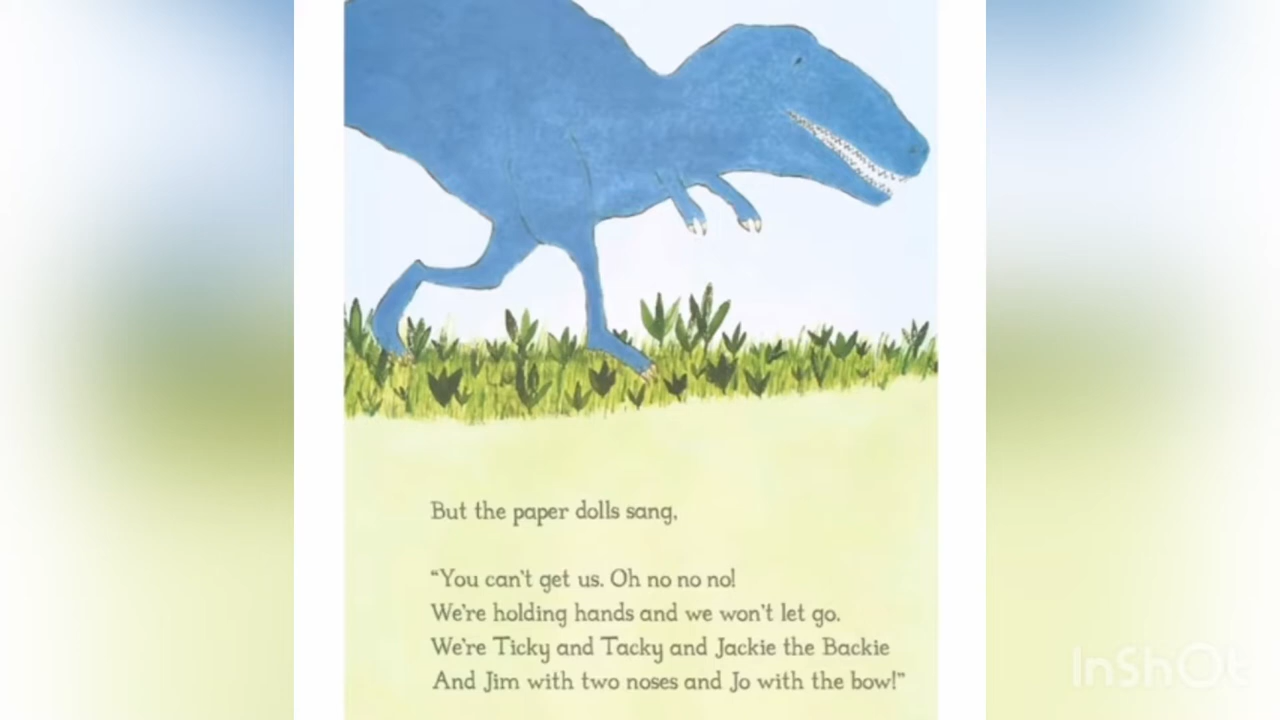 But the paper dolls sang,
“You can’t get us. Oh no no no!
We’re holding hands and we won’t let go.
We’re Ticky and Tacky and Jackie the Backie
And Jim with two noses and Jo with the bow!”
InShOt